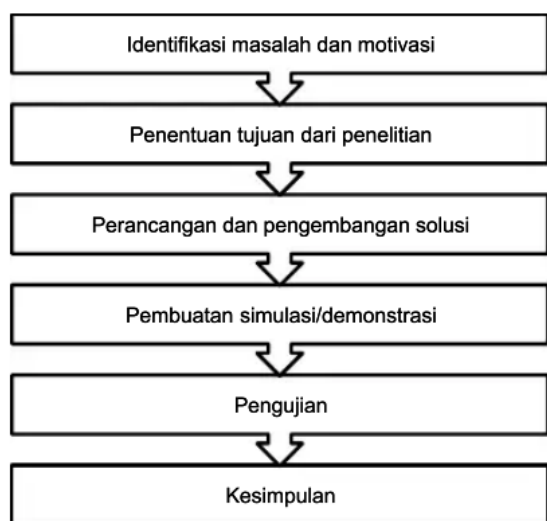 Identifikasi masalah dan motivasi
Penentuan tujuan dari penelitian
Perancangan dan pengembangan solusi
Pembuatan simulasi/demonstrasi
Pengujian
Kesimpulan